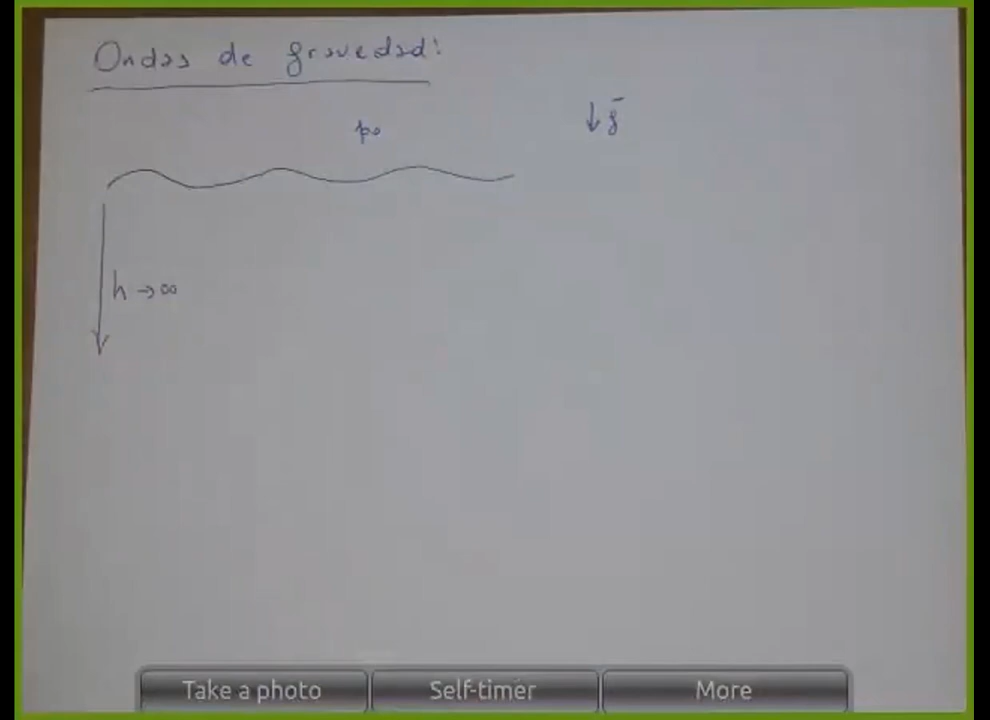 Ondas de gravedad:
p₀
↓ḡ
h → ∞
Take a photo
Self-timer
More